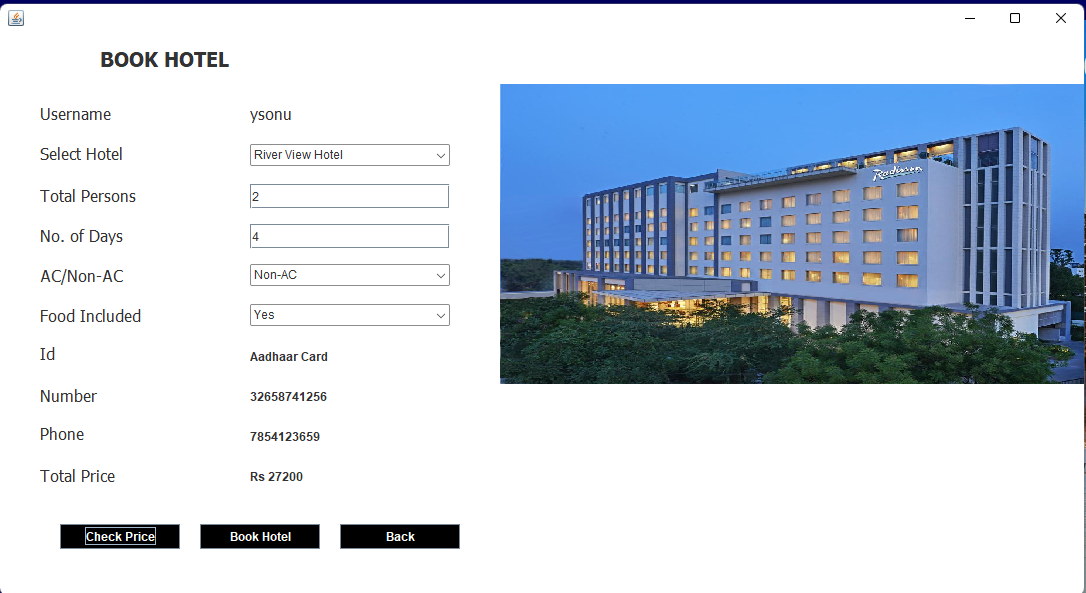 BOOK HOTEL
Username ysonu
Select Hotel River View Hotel
Total Persons 2
No. of Days 4
AC/Non-AC Non-AC
Food Included Yes
Id Aadhaar Card
Number 32658741256
Phone 7854123659
Total Price Rs 27200
Check Price Book Hotel Back
Radisson